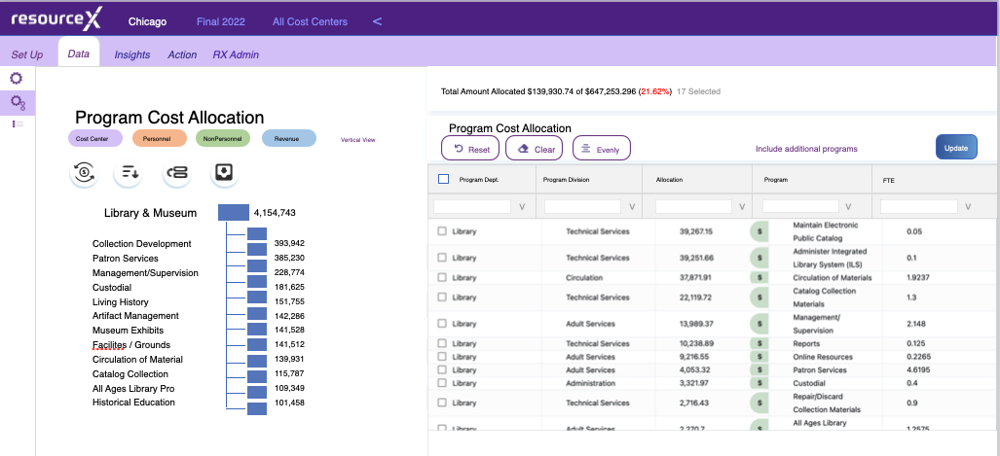 resourceX Chicago Final 2022 All Cost Centers <
Set Up Data Insights Action RX Admin
Total Amount Allocated $139,930.74 of $647,253.296 (21.62%) 17 Selected
Program Cost Allocation
Cost Center Personnel NonPersonnel Revenue Vertical View
Library & Museum 4,154,743
Collection Development 393,942
Patron Services 385,230
Management/Supervision 228,774
Custodial 181,625
Living History 151,755
Artifact Management 142,286
Museum Exhibits 141,528
Facilites / Grounds 141,512
Circulation of Material 139,931
Catalog Collection 115,787
All Ages Library Pro 109,349
Historical Education 101,458
Program Cost Allocation
Reset Clear Evenly Include additional programs Update
Program Dept. Program Division Allocation Program FTE
V V V V V
Library Technical Services 39,267.15 $ Maintain Electronic
Public Catalog 0.05
Library Technical Services 39,251.66 $ Administer Integrated
Library System (ILS) 0.1
Library Circulation 37,871.91 $ Circulation of Materials 1.9237
Library Technical Services 22,119.72 $ Catalog Collection
Materials 1.3
Library Adult Services 13,989.37 $ Management/
Supervision 2.148
Library Technical Services 10,238.89 $ Reports 0.125
Library Adult Services 9,216.55 $ Online Resources 0.2265
Library Adult Services 4,053.32 $ Patron Services 4.6195
Library Administration 3,321.97 $ Custodial 0.4
Library Technical Services 2,716.43 $ Repair/Discard
Collection Materials 0.9
Library Adult Services 2,270.7 $ All Ages Library 1.2575